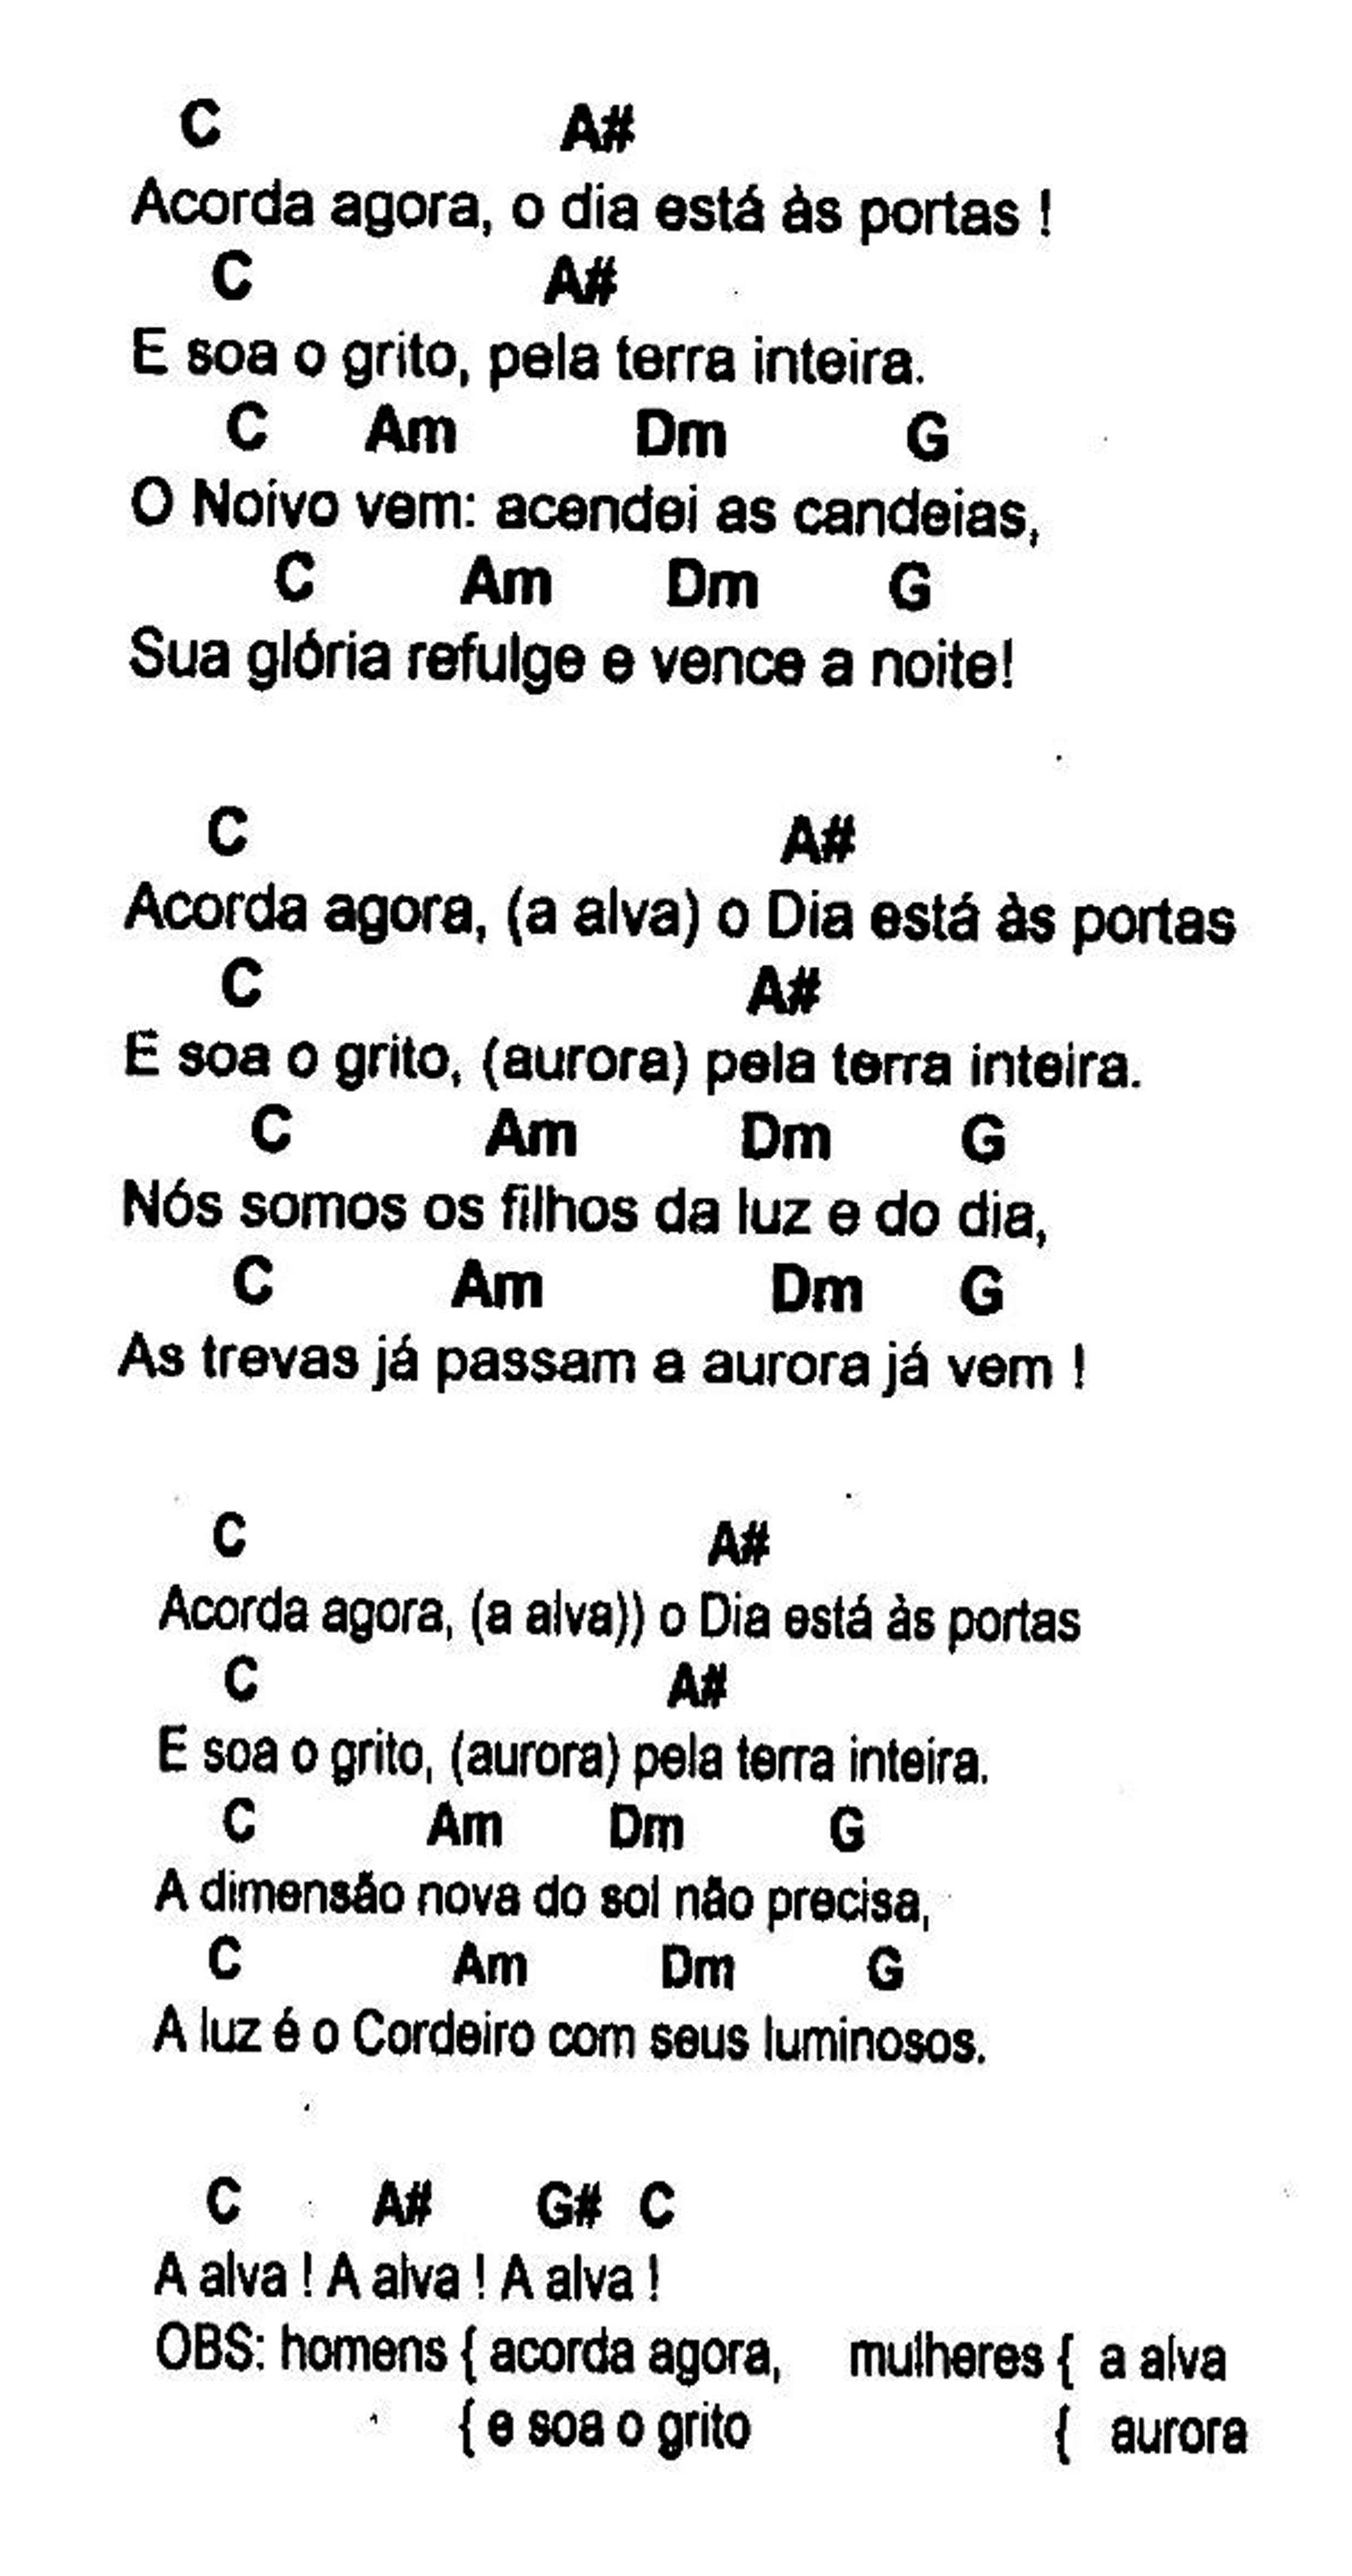 C A#
Acorda agora, o dia está às portas !
C A#
E soa o grito, pela terra inteira.
C Am Dm G
O Noivo vem: acendei as candeias,
C Am Dm G
Sua glória refulge e vence a noite!
C A#
Acorda agora, (a alva) o Dia está às portas
C A#
E soa o grito, (aurora) pela terra inteira.
C Am Dm G
Nós somos os filhos da luz e do dia,
C Am Dm G
As trevas já passam a aurora já vem !
C A#
Acorda agora, (a alva)) o Dia está às portas
C A#
E soa o grito, (aurora) pela terra inteira.
C Am Dm G
A dimensão nova do sol não precisa,
C Am Dm G
A luz é o Cordeiro com seus luminosos.
C A# G# C
A alva ! A alva ! A alva !
OBS: homens { acorda agora, mulheres { a alva
{ e soa o grito { aurora